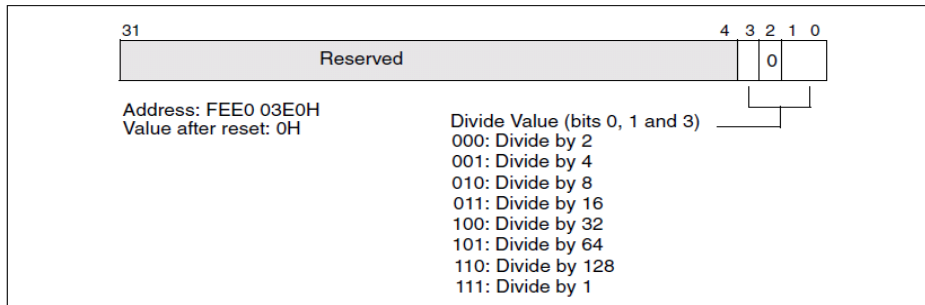 31 4 3 2 1 0
Reserved 0
Address: FEE0 03E0H
Value after reset: 0H
Divide Value (bits 0, 1 and 3)
000: Divide by 2
001: Divide by 4
010: Divide by 8
011: Divide by 16
100: Divide by 32
101: Divide by 64
110: Divide by 128
111: Divide by 1